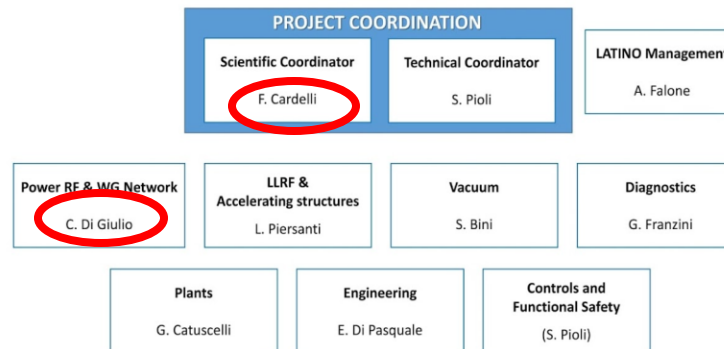 PROJECT COORDINATION
Scientific Coordinator
F. Cardelli
Technical Coordinator
S. Pioli
LATINO Management
A. Falone
Power RF & WG Network
C. Di Giulio
LLRF &
Accelerating structures
L. Piersanti
Vacuum
S. Bini
Diagnostics
G. Franzini
Plants
G. Catuscelli
Engineering
E. Di Pasquale
Controls and
Functional Safety
(S. Pioli)